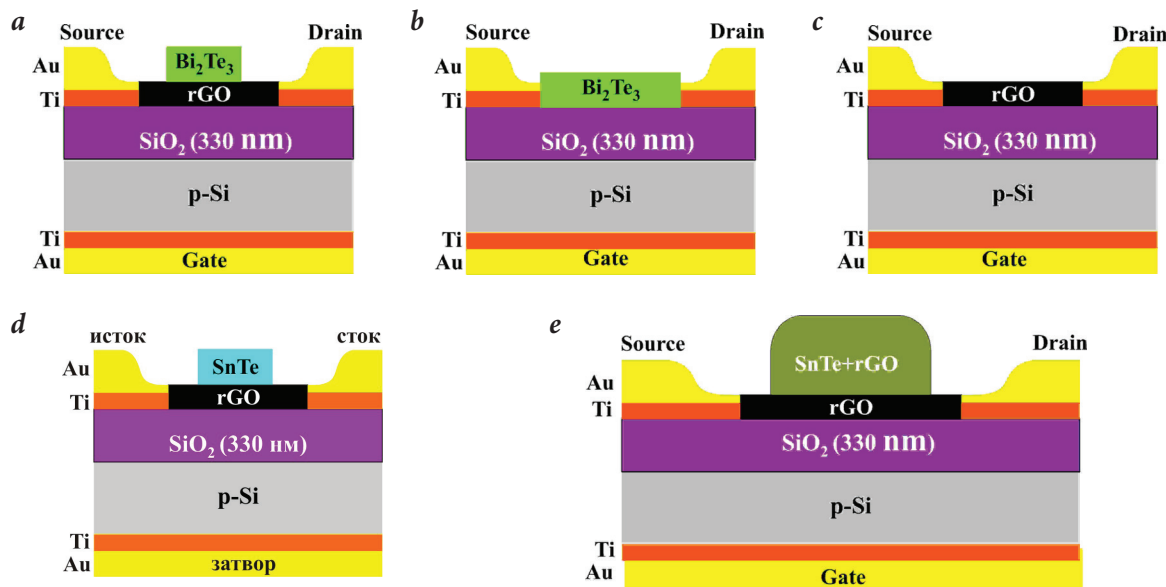 a
Source
Drain
Au
Bi₂Te₃
Ti
rGO
SiO₂ (330 nm)
p-Si
Ti
Au
Gate
b
Source
Drain
Au
Bi₂Te₃
Ti
SiO₂ (330 nm)
p-Si
Ti
Au
Gate
c
Source
Drain
Au
Ti
rGO
SiO₂ (330 nm)
p-Si
Ti
Au
Gate
d
исток
сток
Au
SnTe
Ti
rGO
SiO₂ (330 нм)
p-Si
Ti
Au
затвор
e
Source
Drain
SnTe+rGO
Au
Ti
rGO
SiO₂ (330 nm)
p-Si
Ti
Au
Gate